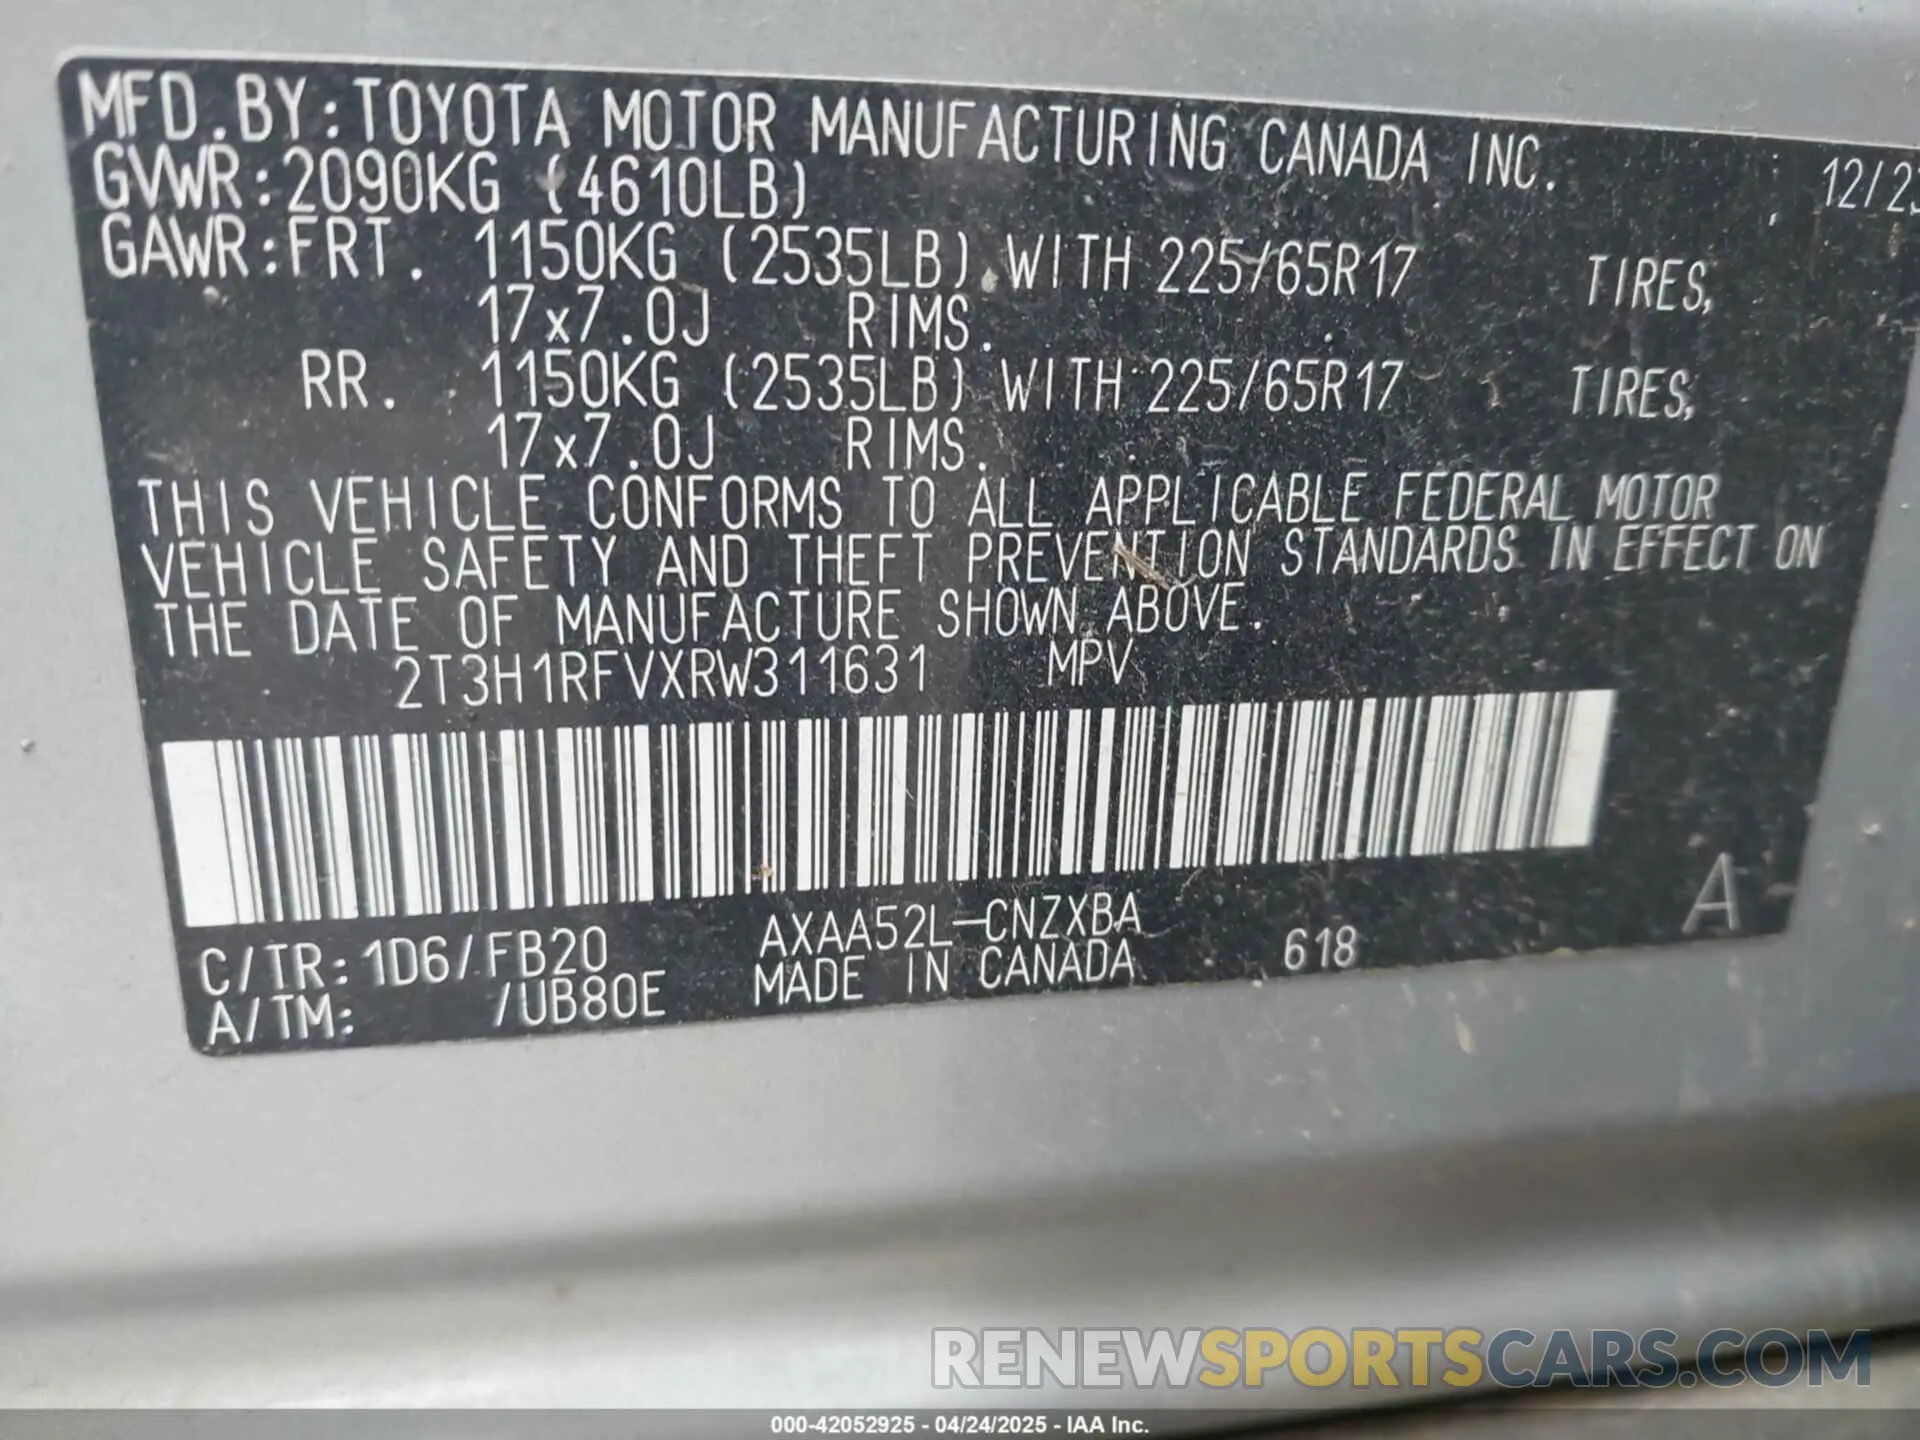 MFD.BY:TOYOTA MOTOR MANUFACTURING CANADA INC. 12/23
GVWR:2090KG (4610LB)
GAWR:FRT. 1150KG (2535LB) WITH 225/65R17 TIRES,
17x7.0J RIMS.
RR. 1150KG (2535LB) WITH 225/65R17 TIRES,
17x7.0J RIMS.
THIS VEHICLE CONFORMS TO ALL APPLICABLE FEDERAL MOTOR
VEHICLE SAFETY AND THEFT PREVENTION STANDARDS IN EFFECT ON
THE DATE OF MANUFACTURE SHOWN ABOVE.
2T3H1RFVXRW311631 MPV
A
C/TR:1D6/FB20 AXAA52L-CNZXBA
A/TM: /UB80E MADE IN CANADA 618
RENEWSPORTSCARS.COM
000-42052925 - 04/24/2025 - IAA Inc.